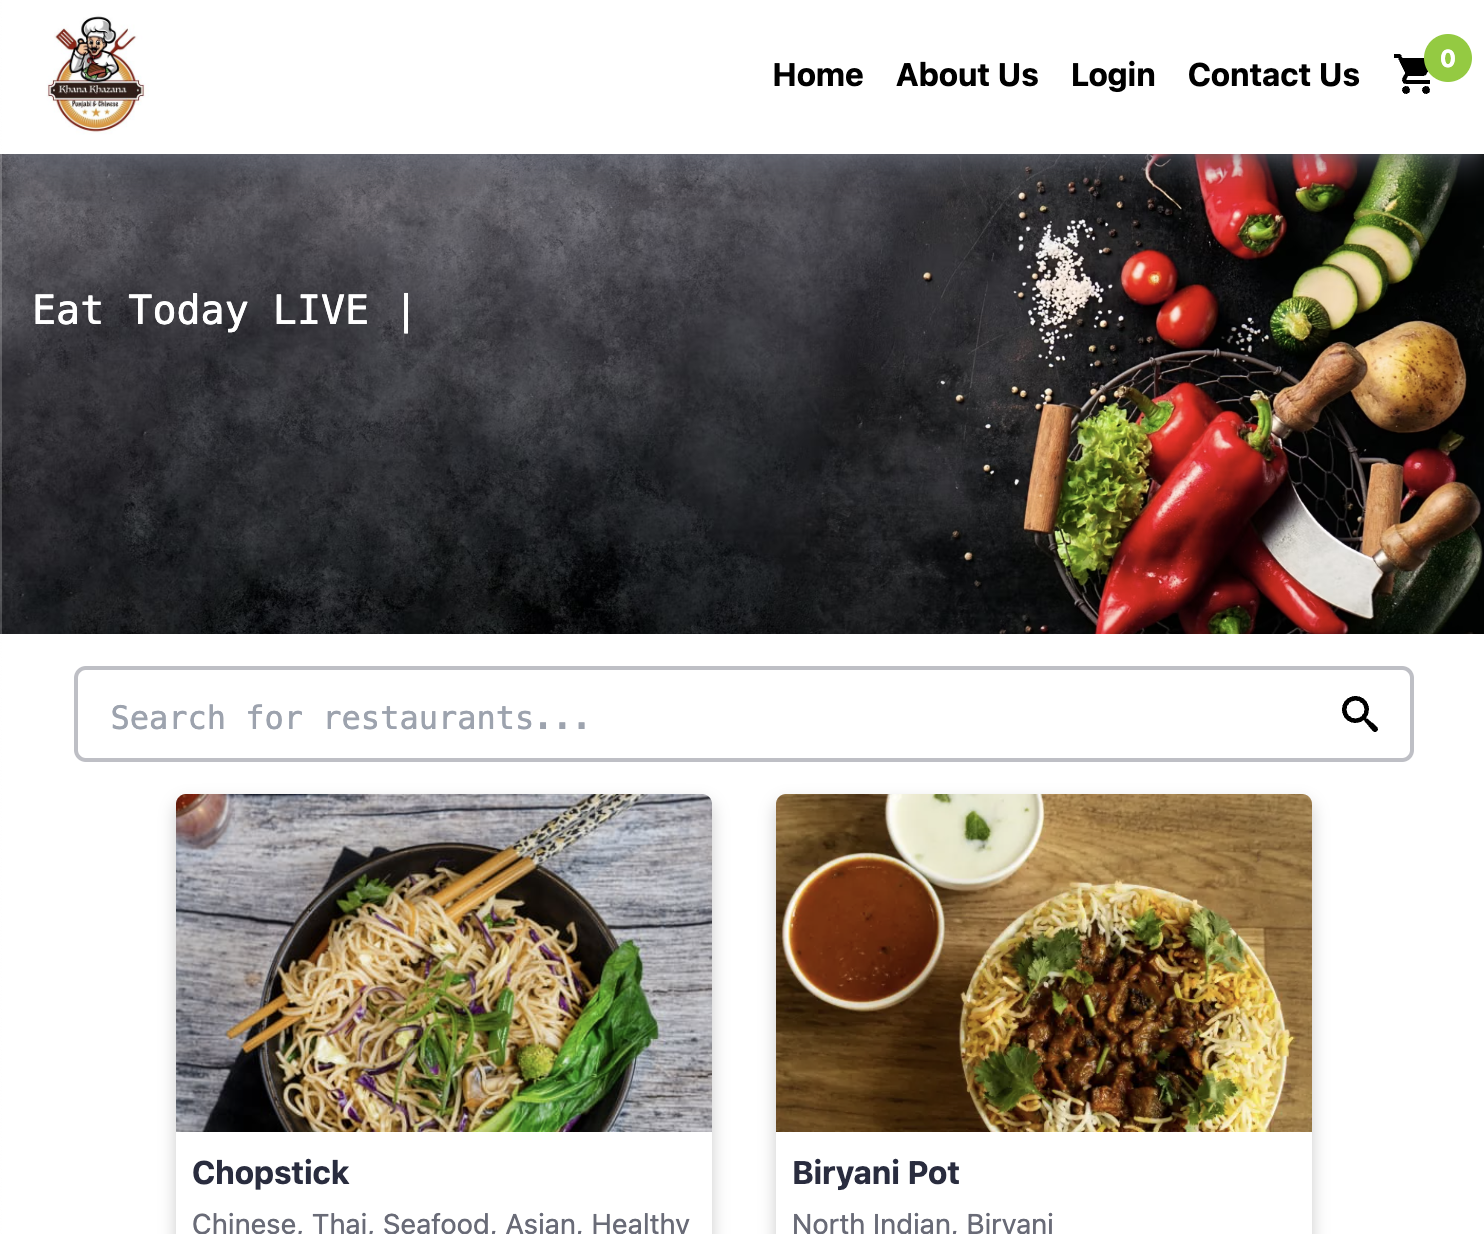 Khana Khazana
Punjabi & Chinese
Home About Us Login Contact Us 0
Eat Today LIVE |
Search for restaurants...
Chopstick
Chinese, Thai, Seafood, Asian, Healthy
Biryani Pot
North Indian, Biryani